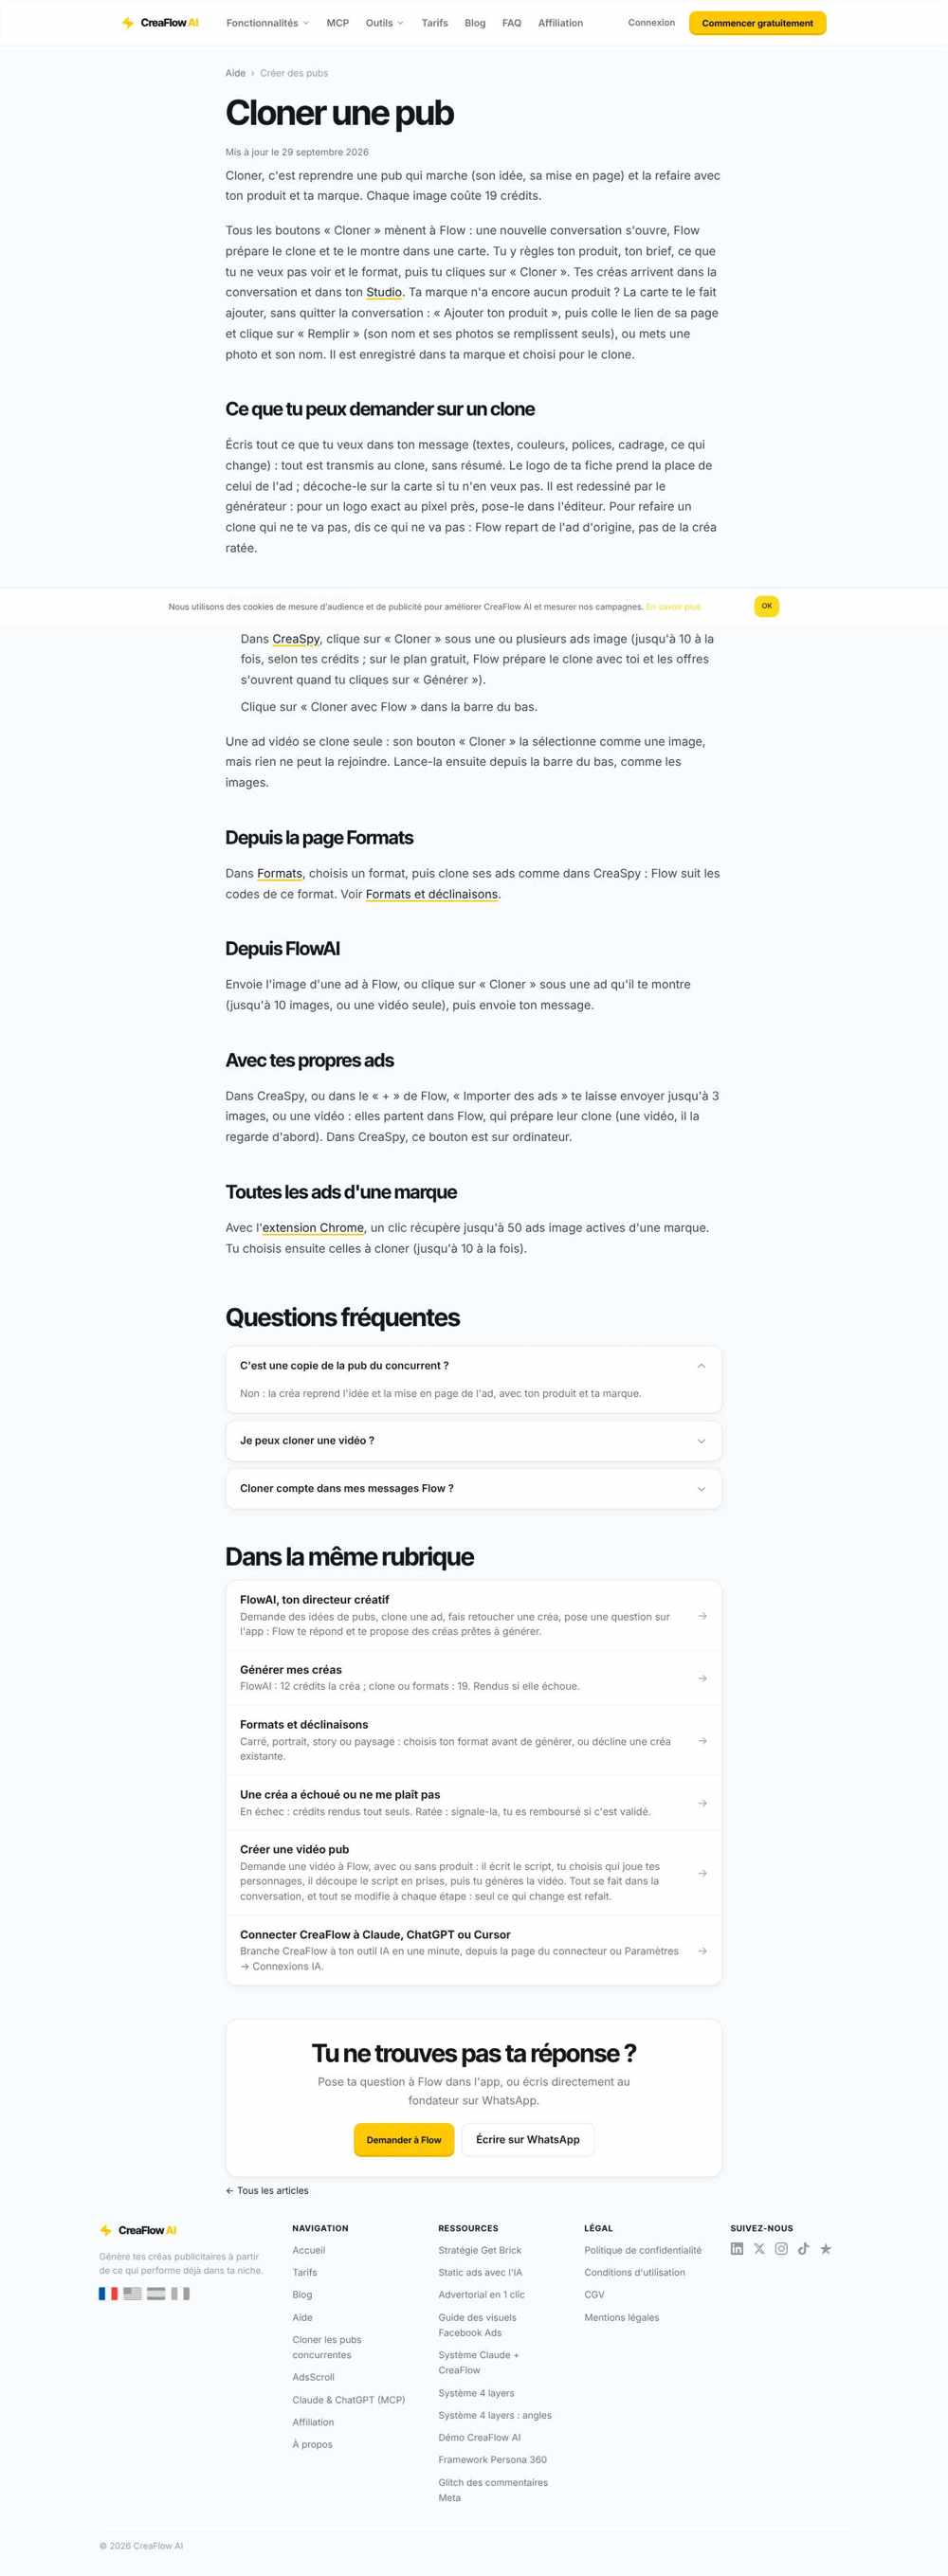 CreaFlow AI
Fonctionnalités
MCP
Outils
Tarifs
Blog
FAQ
Affiliation
Connexion
Commencer gratuitement
Aide › Créer des pubs
Cloner une pub
Mis à jour le 29 septembre 2026
Cloner, c'est reprendre une pub qui marche (son idée, sa mise en page) et la refaire avec
ton produit et ta marque. Chaque image coûte 19 crédits.
Tous les boutons « Cloner » mènent à Flow : une nouvelle conversation s'ouvre, Flow
prépare le clone et te le montre dans une carte. Tu y règles ton produit, ton brief, ce que
tu ne veux pas voir et le format, puis tu cliques sur « Cloner ». Tes créas arrivent dans la
conversation et dans ton Studio. Ta marque n'a encore aucun produit ? La carte te le fait
ajouter, sans quitter la conversation : « Ajouter ton produit », puis colle le lien de sa page
et clique sur « Remplir » (son nom et ses photos se remplissent seuls), ou mets une
photo et son nom. Il est enregistré dans ta marque et choisi pour le clone.
Ce que tu peux demander sur un clone
Écris tout ce que tu veux dans ton message (textes, couleurs, polices, cadrage, ce qui
change) : tout est transmis au clone, sans résumé. Le logo de ta fiche prend la place de
celui de l'ad ; décoche-le sur la carte si tu n'en veux pas. Il est redessiné par le
générateur : pour un logo exact au pixel près, pose-le dans l'éditeur. Pour refaire un
clone qui ne te va pas, dis ce qui ne va pas : Flow repart de l'ad d'origine, pas de la créa
ratée.
Nous utilisons des cookies de mesure d'audience et de publicité pour améliorer CreaFlow AI et mesurer nos campagnes. En savoir plus
OK
Dans CreaSpy, clique sur « Cloner » sous une ou plusieurs ads image (jusqu'à 10 à la
fois, selon tes crédits ; sur le plan gratuit, Flow prépare le clone avec toi et les offres
s'ouvrent quand tu cliques sur « Générer »).
Clique sur « Cloner avec Flow » dans la barre du bas.
Une ad vidéo se clone seule : son bouton « Cloner » la sélectionne comme une image,
mais rien ne peut la rejoindre. Lance-la ensuite depuis la barre du bas, comme les
images.
Depuis la page Formats
Dans Formats, choisis un format, puis clone ses ads comme dans CreaSpy : Flow suit les
codes de ce format. Voir Formats et déclinaisons.
Depuis FlowAI
Envoie l'image d'une ad à Flow, ou clique sur « Cloner » sous une ad qu'il te montre
(jusqu'à 10 images, ou une vidéo seule), puis envoie ton message.
Avec tes propres ads
Dans CreaSpy, ou dans le « + » de Flow, « Importer des ads » te laisse envoyer jusqu'à 3
images, ou une vidéo : elles partent dans Flow, qui prépare leur clone (une vidéo, il la
regarde d'abord). Dans CreaSpy, ce bouton est sur ordinateur.
Toutes les ads d'une marque
Avec l'extension Chrome, un clic récupère jusqu'à 50 ads image actives d'une marque.
Tu choisis ensuite celles à cloner (jusqu'à 10 à la fois).
Questions fréquentes
C'est une copie de la pub du concurrent ?
Non : la créa reprend l'idée et la mise en page de l'ad, avec ton produit et ta marque.
Je peux cloner une vidéo ?
Cloner compte dans mes messages Flow ?
Dans la même rubrique
FlowAI, ton directeur créatif
Demande des idées de pubs, clone une ad, fais retoucher une créa, pose une question sur
l'app : Flow te répond et te propose des créas prêtes à générer.
→
Générer mes créas
FlowAI : 12 crédits la créa ; clone ou formats : 19. Rendus si elle échoue.
→
Formats et déclinaisons
Carré, portrait, story ou paysage : choisis ton format avant de générer, ou décline une créa
existante.
→
Une créa a échoué ou ne me plaît pas
En échec : crédits rendus tout seuls. Ratée : signale-la, tu es remboursé si c'est validé.
→
Créer une vidéo pub
Demande une vidéo à Flow, avec ou sans produit : il écrit le script, tu choisis qui joue tes
personnages, il découpe le script en prises, puis tu génères la vidéo. Tout se fait dans la
conversation, et tout se modifie à chaque étape : seul ce qui change est refait.
→
Connecter CreaFlow à Claude, ChatGPT ou Cursor
Branche CreaFlow à ton outil IA en une minute, depuis la page du connecteur ou Paramètres
→ Connexions IA.
→
Tu ne trouves pas ta réponse ?
Pose ta question à Flow dans l'app, ou écris directement au
fondateur sur WhatsApp.
Demander à Flow
Écrire sur WhatsApp
← Tous les articles
CreaFlow AI
Génère tes créas publicitaires à partir
de ce qui performe déjà dans ta niche.
NAVIGATION
Accueil
Tarifs
Blog
Aide
Cloner les pubs
concurrentes
AdsScroll
Claude & ChatGPT (MCP)
Affiliation
À propos
RESSOURCES
Stratégie Get Brick
Static ads avec l'IA
Advertorial en 1 clic
Guide des visuels
Facebook Ads
Système Claude +
CreaFlow
Système 4 layers
Système 4 layers : angles
Démo CreaFlow AI
Framework Persona 360
Glitch des commentaires
Meta
LÉGAL
Politique de confidentialité
Conditions d'utilisation
CGV
Mentions légales
SUIVEZ-NOUS
© 2026 CreaFlow AI